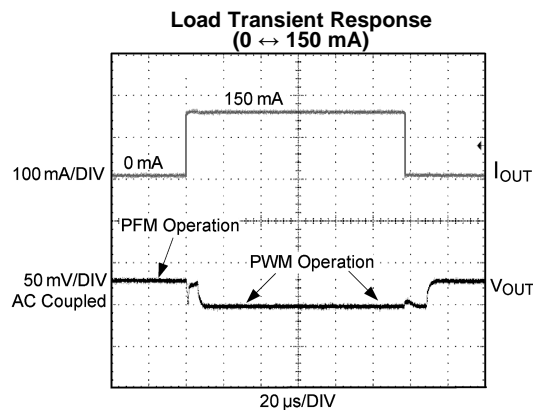 Load Transient Response
(0 ↔ 150 mA)
150 mA
0 mA
100 mA/DIV
IOUT
PFM Operation
50 mV/DIV
AC Coupled
PWM Operation
VOUT
20 µs/DIV